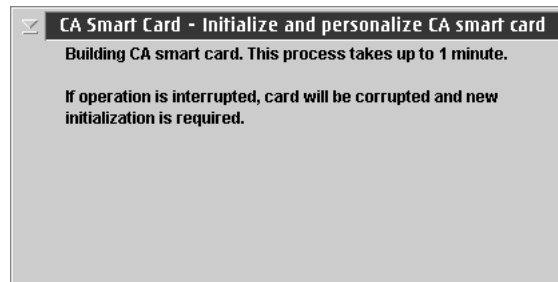 CA Smart Card - Initialize and personalize CA smart card
Building CA smart card. This process takes up to 1 minute.
If operation is interrupted, card will be corrupted and new
initialization is required.